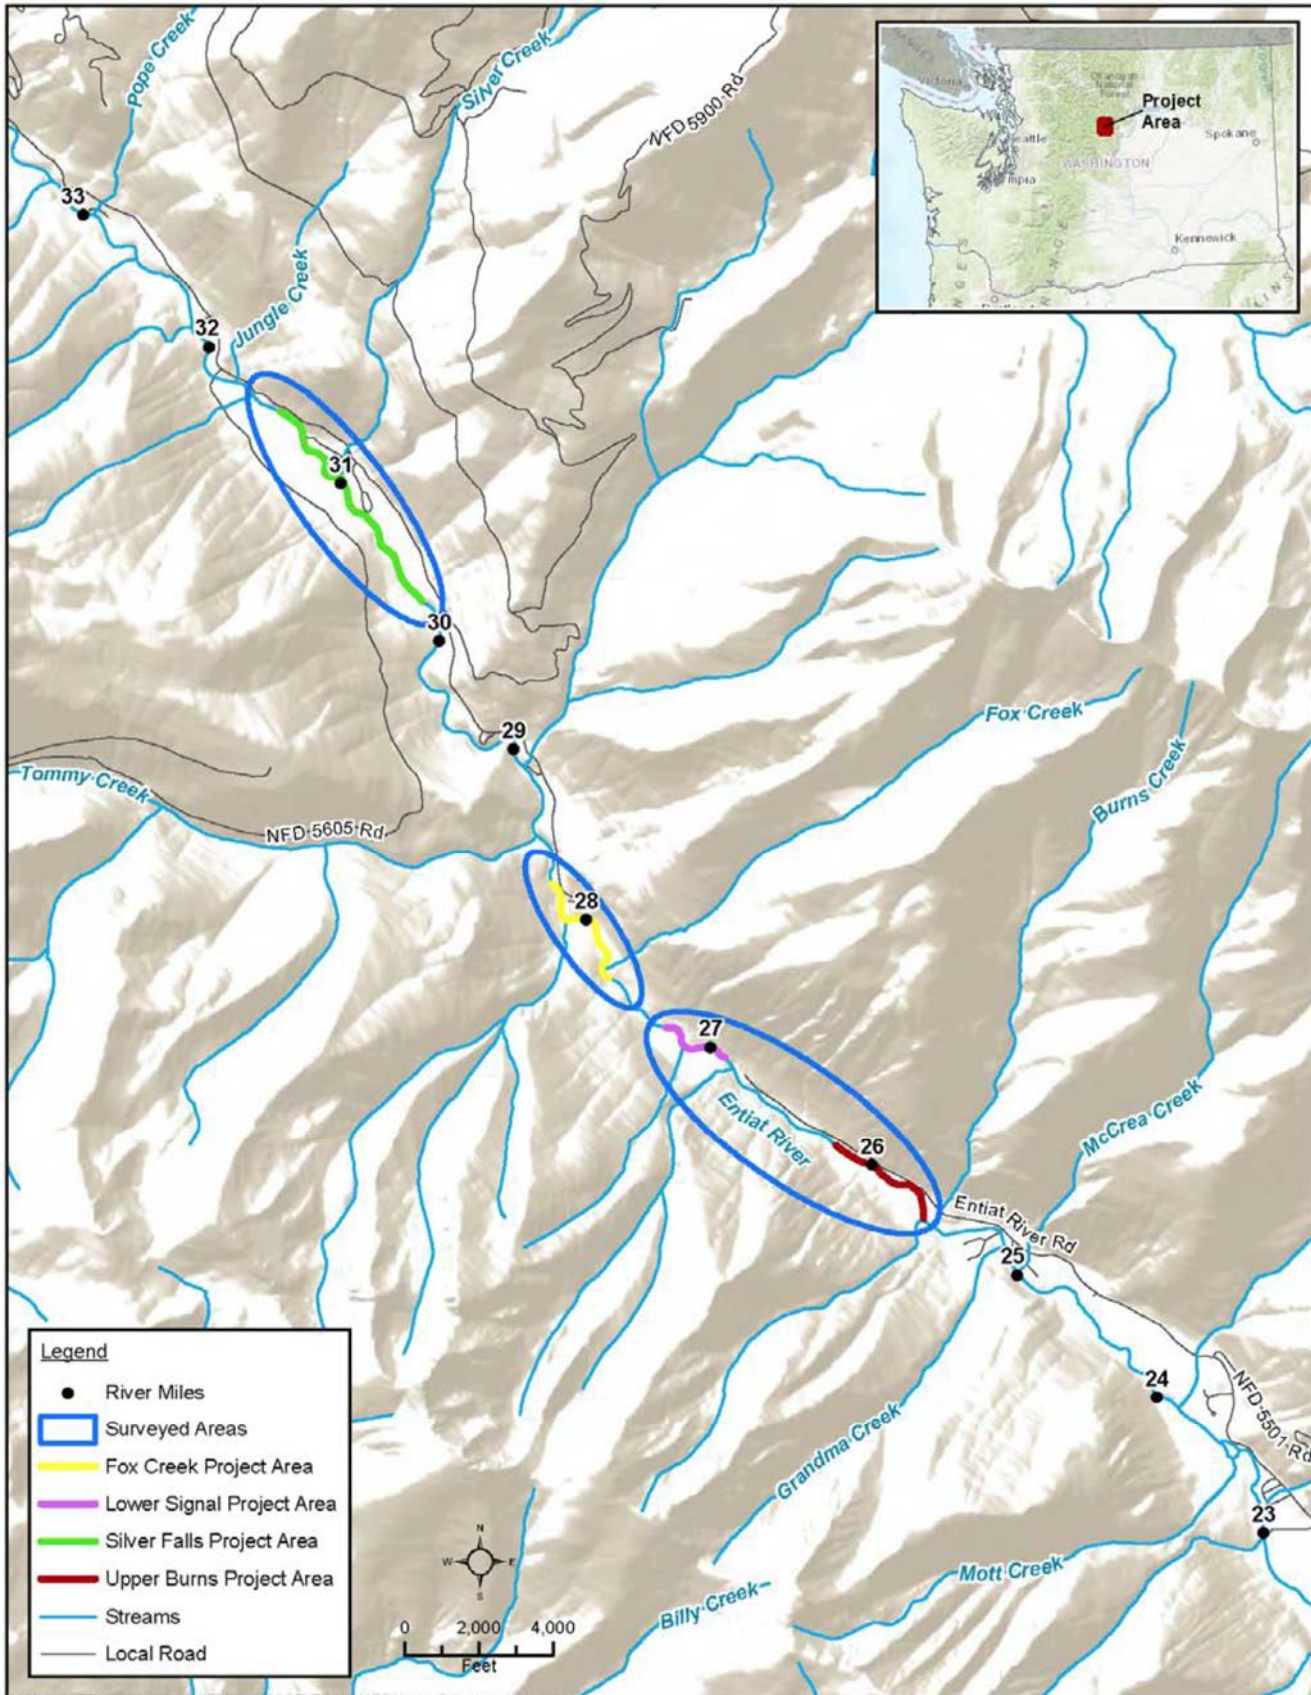 Pope Creek
Silver Creek
NFD 5900 Rd
Victoria
Okanogan
National
Forest
Project
Area
Seattle
Spokane
WASHINGTON
Kennewick
33
32
Jungle Creek
31
30
29
Fox Creek
Burns Creek
Tommy Creek
NFD 5605 Rd
28
27
Entiat River
26
McCrea Creek
Entiat River Rd
25
24
NFD 5501 Rd
23
Grandma Creek
Mott Creek
Billy Creek
Legend
River Miles
Surveyed Areas
Fox Creek Project Area
Lower Signal Project Area
Silver Falls Project Area
Upper Burns Project Area
Streams
Local Road
N
W E
S
0 2,000 4,000
Feet